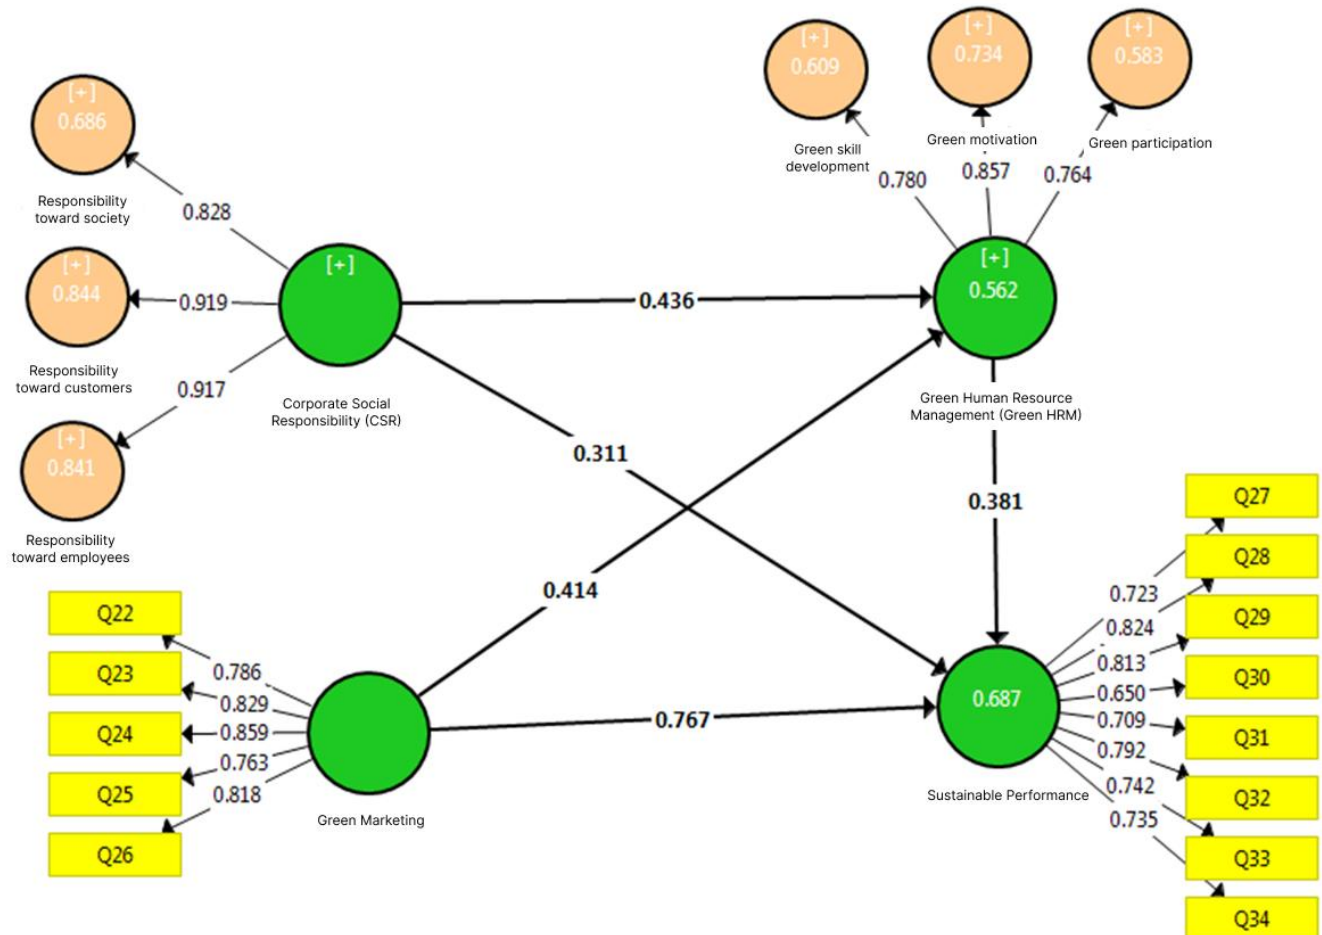 [+]
0.609
[+]
0.734
[+]
0.583
[+]
0.686
Green skill
development
Green motivation
Green participation
0.780
0.857
0.764
Responsibility
toward society
0.828
[+]
0.844
Responsibility
toward customers
0.919
[+]
Corporate Social
Responsibility (CSR)
0.436
[+]
0.562
Green Human Resource
Management (Green HRM)
0.917
[+]
0.841
Responsibility
toward employees
0.311
0.414
0.381
Q22
Q23
Q24
Q25
Q26
0.786
0.829
0.859
0.763
0.818
Green Marketing
0.767
0.687
Sustainable Performance
0.723
0.824
0.813
0.650
0.709
0.792
0.742
0.735
Q27
Q28
Q29
Q30
Q31
Q32
Q33
Q34